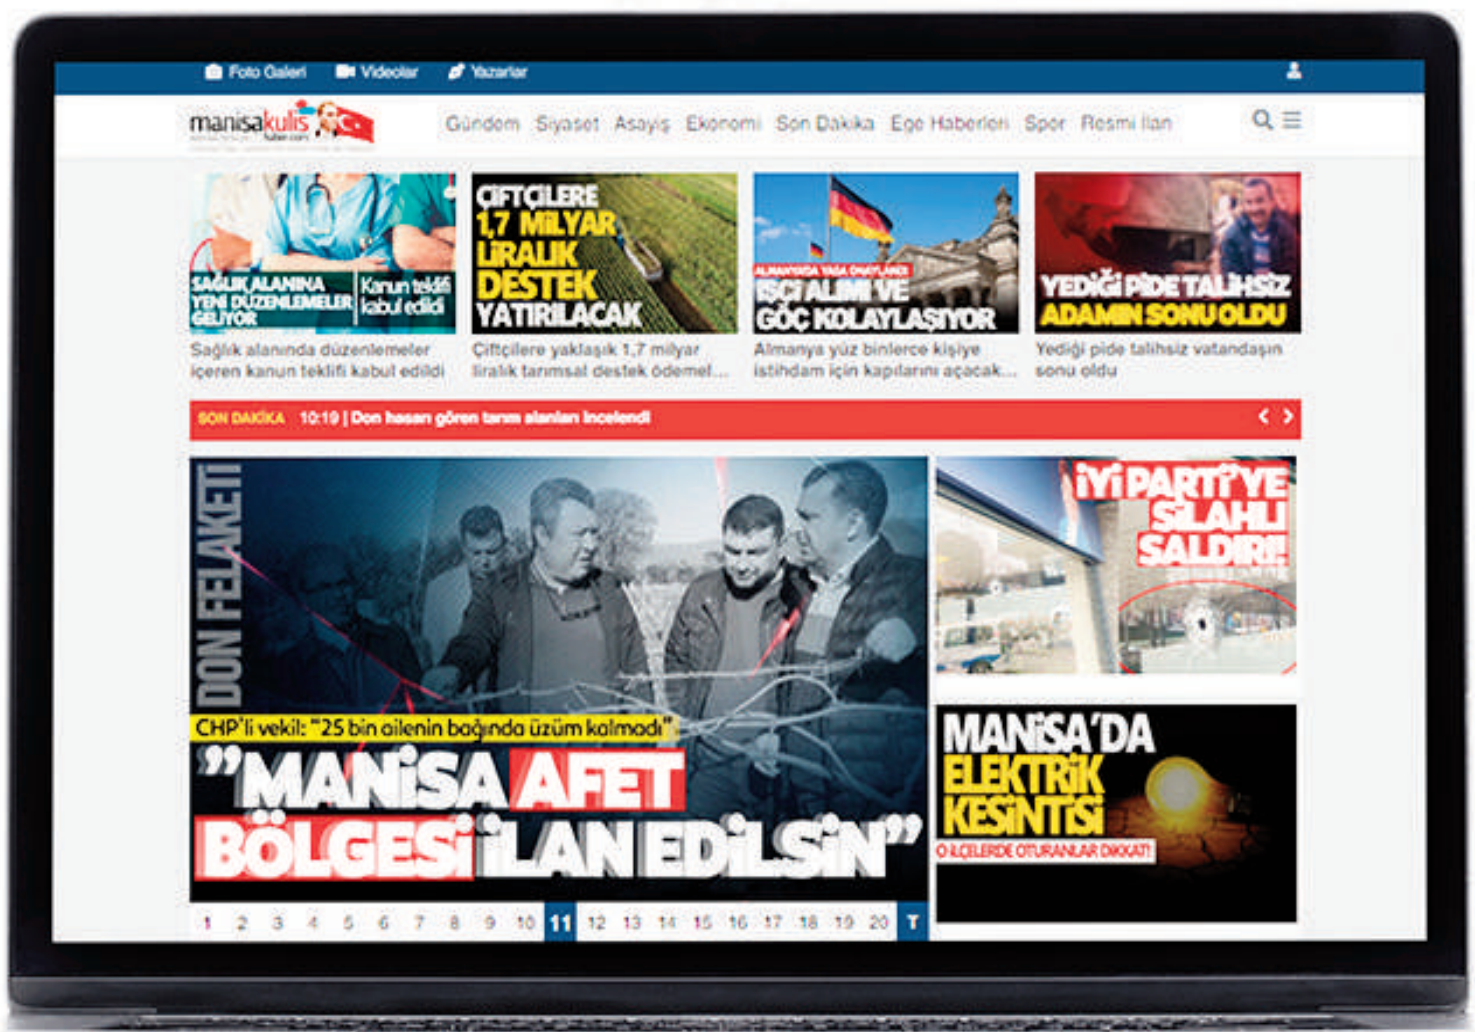 Foto Galeri Videolar Yazarlar
manisakulis
haber.com
Gündem Siyaset Asayiş Ekonomi Son Dakika Ege Haberleri Spor Resmi İlan
SAĞLIK ALANINA
YENİ DÜZENLEMELER
GELİYOR
Kanun teklifi
kabul edildi
Sağlık alanında düzenlemeler
içeren kanun teklifi kabul edildi
ÇİFTÇİLERE
1,7 MİLYAR
LİRALIK
DESTEK
YATIRILACAK
Çiftçilere yaklaşık 1,7 milyar
liralık tarımsal destek ödemel...
ALMANYA'DA YASA ONAYLANDI
İŞÇİ ALIMI VE
GÖÇ KOLAYLAŞIYOR
Almanya yüz binlerce kişiye
istihdam için kapılarını açacak...
YEDİĞİ PİDE TALİHSİZ
ADAMIN SONU OLDU
Yediği pide talihsiz vatandaşın
sonu oldu
SON DAKİKA 10:19 | Don hasarı gören tarım alanları incelendi
DON FELAKETİ
CHP'li vekil: "25 bin ailenin bağında üzüm kalmadı"
"MANİSA AFET
BÖLGESİ İLAN EDİLSİN"
1 2 3 4 5 6 7 8 9 10 11 12 13 14 15 16 17 18 19 20 T
İYİ PARTİ'YE
SİLAHLI
SALDIRI!
MANİSA'DA
ELEKTRİK
KESİNTİSİ
O İLÇELERDE OTURANLAR DİKKAT!